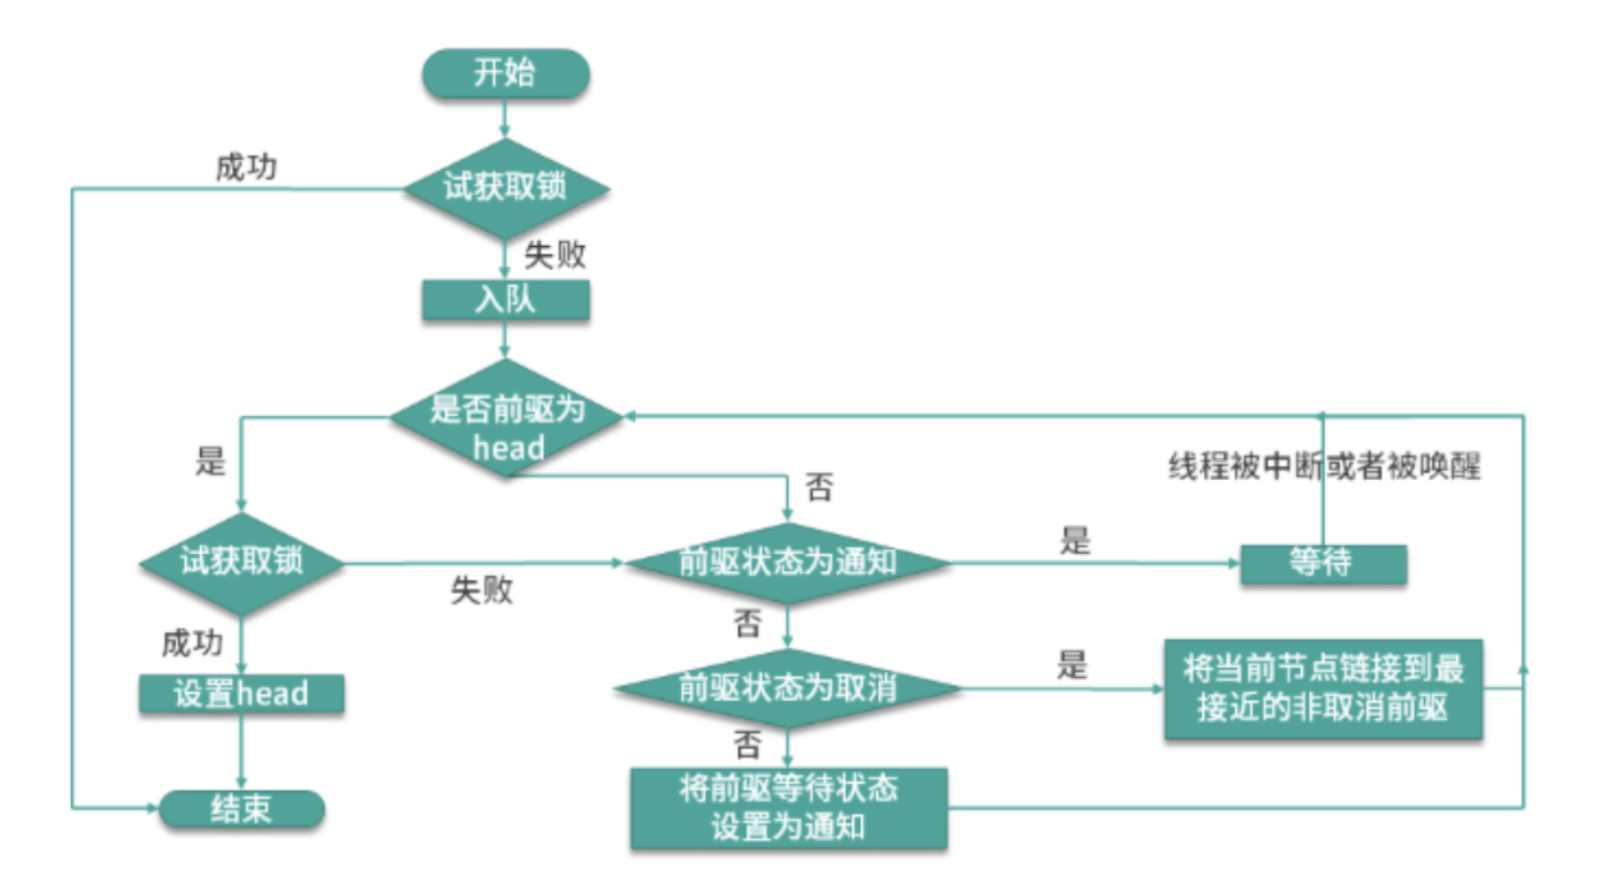 开始
成功
试获取锁
失败
入队
是否前驱为
head
是
否
线程被中断或者被唤醒
试获取锁
失败
前驱状态为通知
是
等待
成功
否
设置head
前驱状态为取消
是
将当前节点链接到最
接近的非取消前驱
否
结束
将前驱等待状态
设置为通知